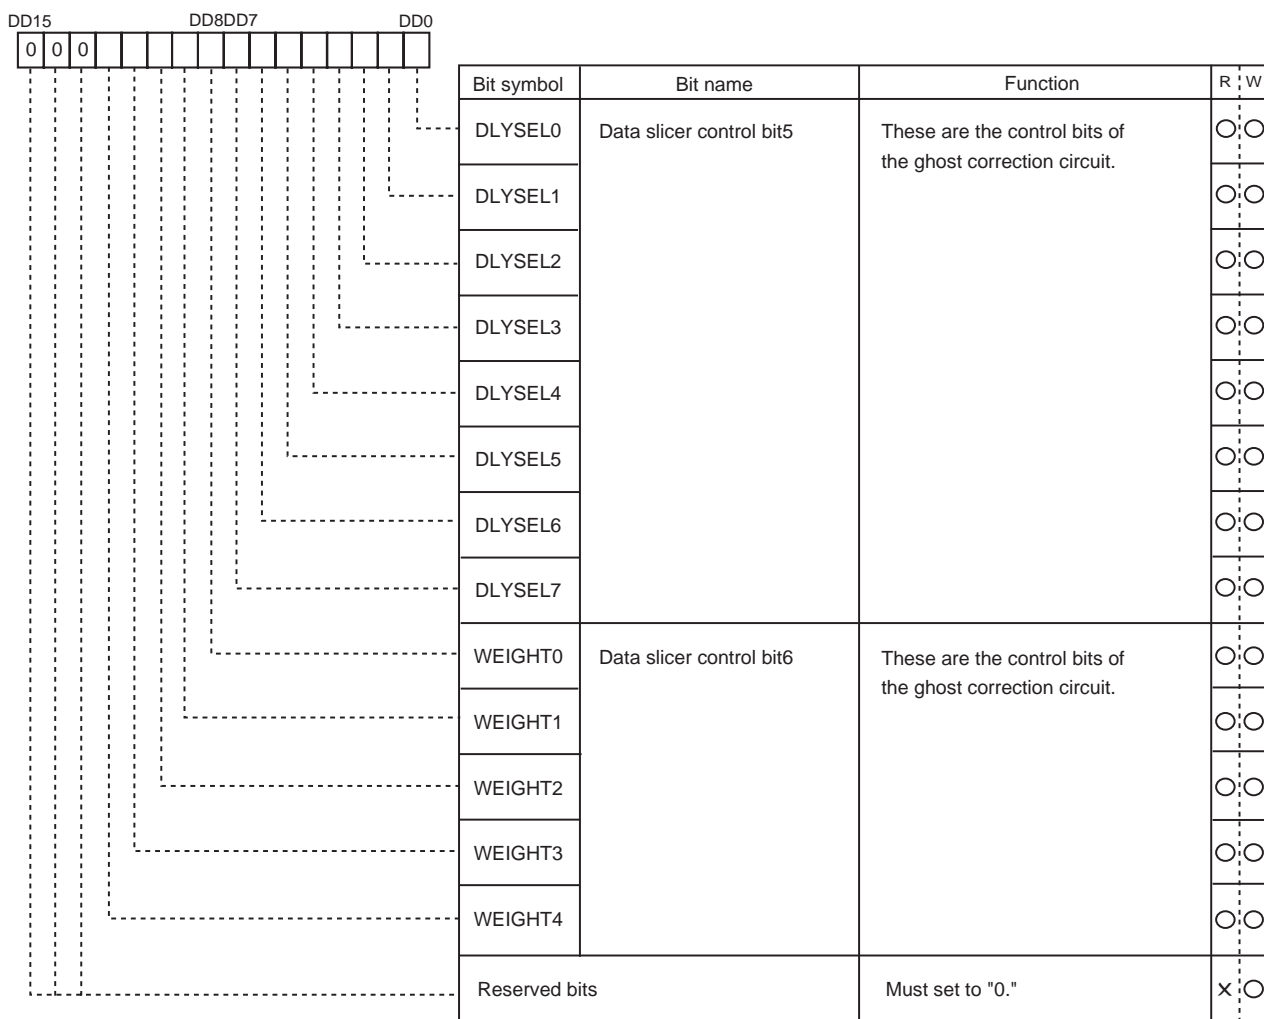 DD15 DD8DD7 DD0
0 0 0
Bit symbol Bit name Function R W
DLYSEL0 Data slicer control bit5 These are the control bits of
the ghost correction circuit.
DLYSEL1
DLYSEL2
DLYSEL3
DLYSEL4
DLYSEL5
DLYSEL6
DLYSEL7
WEIGHT0 Data slicer control bit6 These are the control bits of
the ghost correction circuit.
WEIGHT1
WEIGHT2
WEIGHT3
WEIGHT4
Reserved bits Must set to "0."